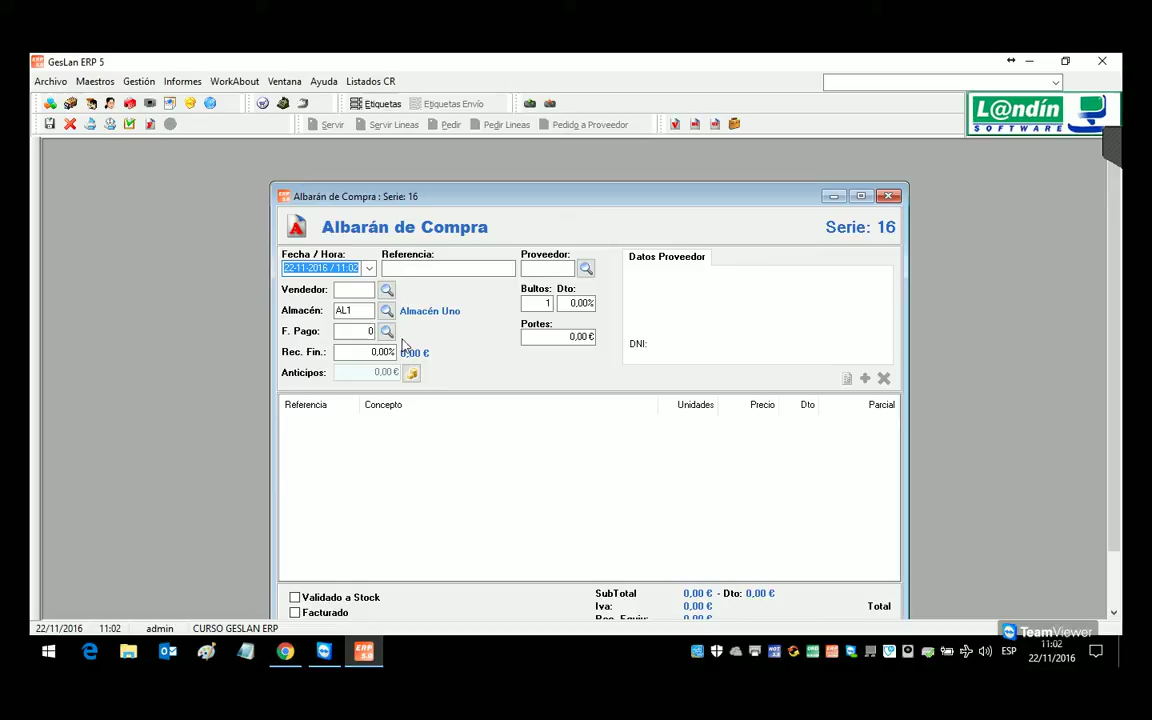 GesLan ERP 5
Archivo Maestros Gestión Informes WorkAbout Ventana Ayuda Listados CR
Etiquetas Etiquetas Envío
L@ndín
SOFTWARE
Servir Servir Lineas Pedir Pedir Lineas Pedido a Proveedor
Albarán de Compra : Serie: 16
Albarán de Compra Serie: 16
Fecha / Hora: Referencia: Proveedor: Datos Proveedor
22-11-2016 / 11:02
Vendedor: Bultos: Dto:
1 0,00%
Almacén: AL1 Almacén Uno
Portes:
F. Pago: 0 0,00 €
DNI:
Rec. Fin.: 0,00% 0,00 €
Anticipos: 0,00 €
Referencia Concepto Unidades Precio Dto Parcial
Validado a Stock SubTotal 0,00 € - Dto: 0,00 €
Facturado Iva: 0,00 € Total
Rec. Equiv: 0,00 €
22/11/2016 11:02 admin CURSO GESLAN ERP
TeamViewer
ESP 11:02
22/11/2016